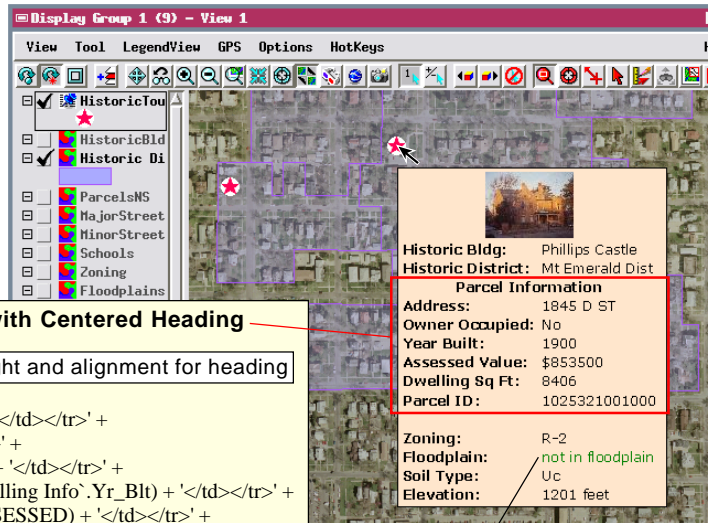 Display Group 1 (9) - View 1
View Tool LegendView GPS Options HotKeys H
HistoricTou
HistoricBld
Historic Di
ParcelsNS
MajorStreet
MinorStreet
Schools
Zoning
Floodplains
Historic Bldg: Phillips Castle
Historic District: Mt Emerald Dist
Parcel Information
Address: 1845 D ST
Owner Occupied: No
Year Built: 1900
Assessed Value: $853500
Dwelling Sq Ft: 8406
Parcel ID: 1025321001000
Zoning: R-2
Floodplain: not in floodplain
Soil Type: Uc
Elevation: 1201 feet
with Centered Heading
ght and alignment for heading
</td></tr>' +
' +
+ '</td></tr>' +
lling Info`.Yr_Blt) + '</td></tr>' +
SESSED) + '</td></tr>' +